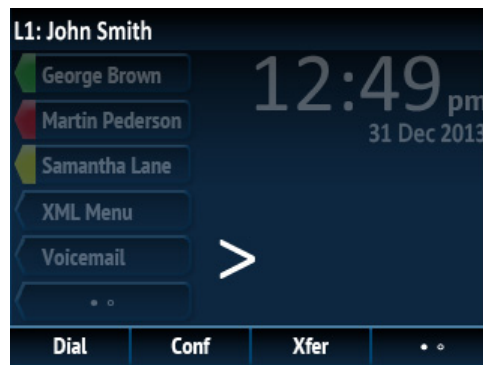 L1: John Smith
George Brown
12:49 pm
Martin Pederson
31 Dec 2013
Samantha Lane
XML Menu
Voicemail
>
Dial Conf Xfer